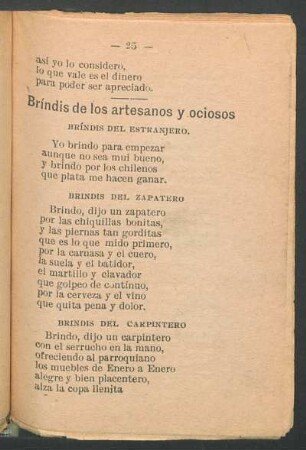 — 25 —
así yo lo considero,
lo que vale es el dinero
para poder ser apreciado.
Bríndis de los artesanos y ociosos
BRÍNDIS DEL ESTRANJERO.
Yo brindo para empezar
aunque no sea mui bueno,
y brindo por los chilenos
que plata me hacen ganar.
BRINDIS DEL ZAPATERO
Brindo, dijo un zapatero
por las chiquillas bonitas,
y las piernas tan gorditas
que es lo que mido primero,
por la carnasa y el cuero,
la suela y el batidor,
el martillo y clavador
que golpeo de contínuo,
por la cerveza y el vino
que quita pena y dolor.
BRINDIS DEL CARPINTERO
Brindo, dijo un carpintero
con el serrucho en la mano,
ofreciendo al parroquiano
los muebles de Enero a Enero
alegre y bien placentero,
alza la copa llenita